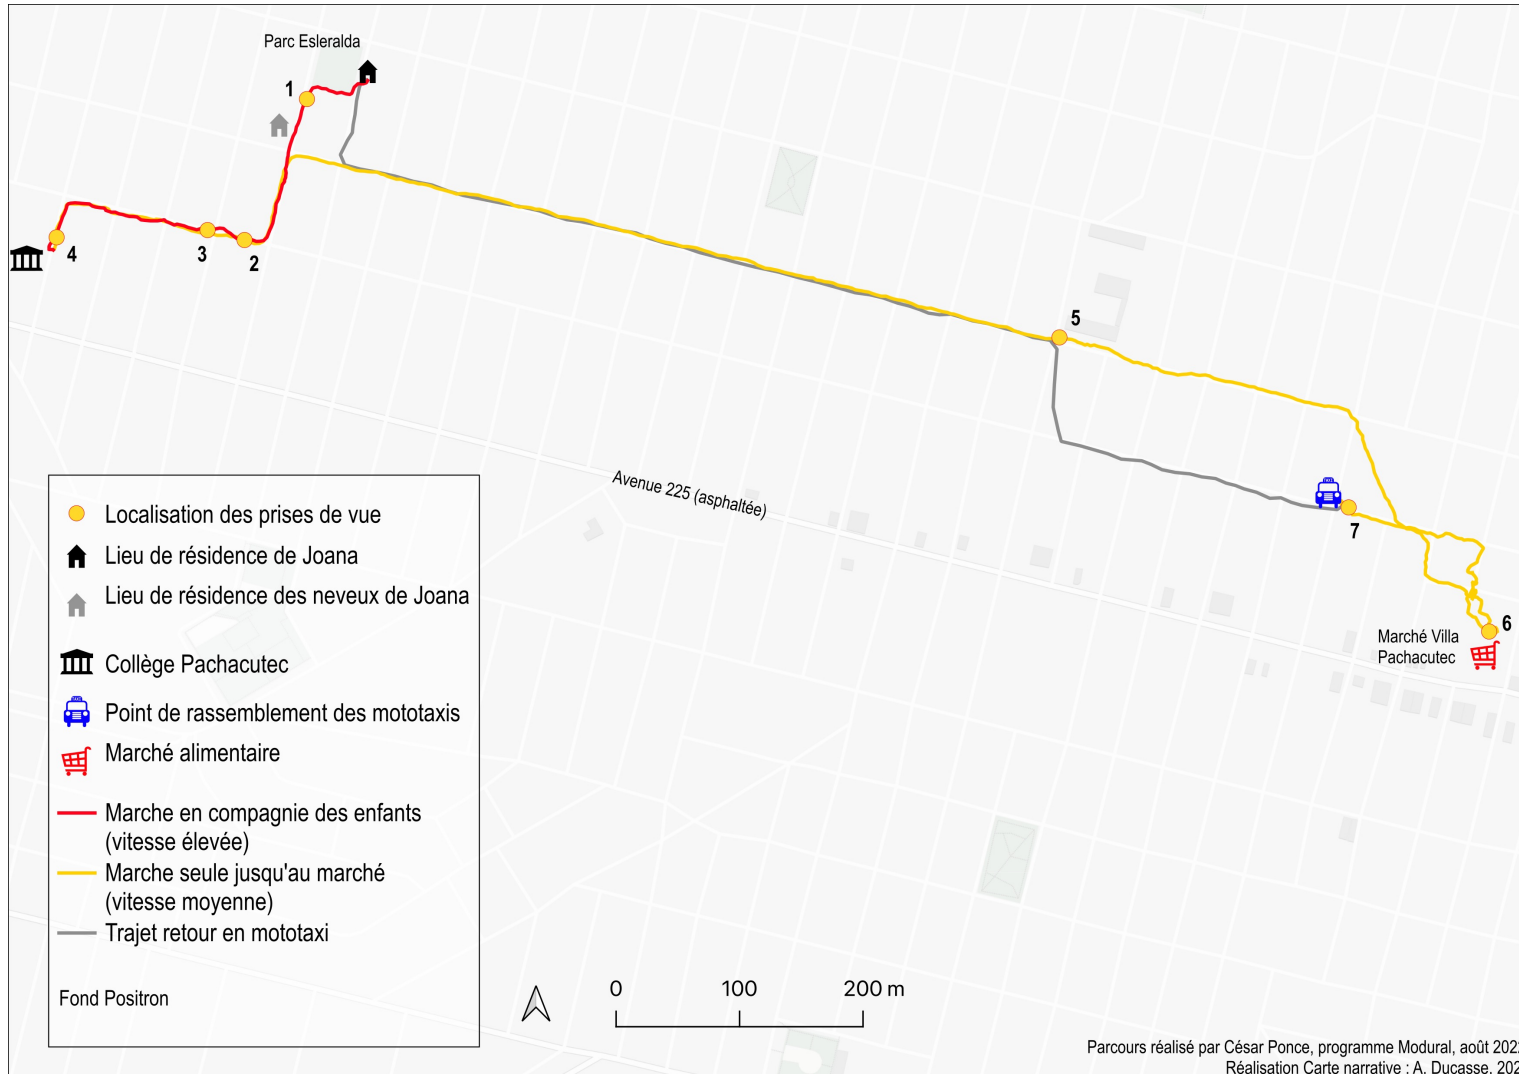 Parc Esleralda
1
4
3
2
5
Avenue 225 (asphaltée)
7
6
Marché Villa
Pachacutec
Localisation des prises de vue
Lieu de résidence de Joana
Lieu de résidence des neveux de Joana
Collège Pachacutec
Point de rassemblement des mototaxis
Marché alimentaire
Marche en compagnie des enfants
(vitesse élevée)
Marche seule jusqu'au marché
(vitesse moyenne)
Trajet retour en mototaxi
Fond Positron
0 100 200 m
Parcours réalisé par César Ponce, programme Modural, août
Réalisation Carte narrative : A. Ducasse,